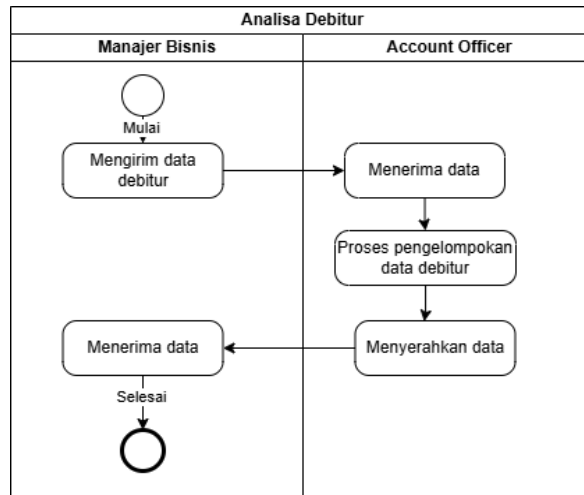 Analisa Debitur
Manajer Bisnis
Account Officer
Mulai
Mengirim data
debitur
Menerima data
Proses pengelompokan
data debitur
Menerima data
Menyerahkan data
Selesai